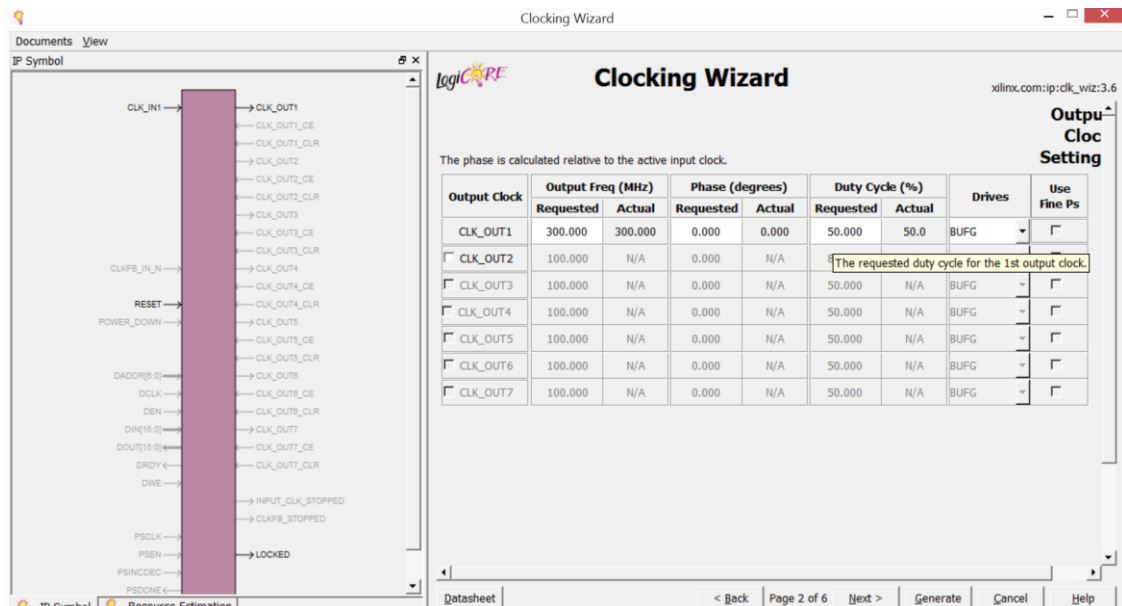 Clocking Wizard
Documents View
IP Symbol
CLK_IN1
CLKFB_IN_N
RESET
POWER_DOWN
DADDR[6:0]
DCLK
DEN
DIN[15:0]
DOUT[15:0]
DRDY
DWE
PSCLK
PSEN
PSINCDEC
PSDONE
CLK_OUT1
CLK_OUT1_CE
CLK_OUT1_CLR
CLK_OUT2
CLK_OUT2_CE
CLK_OUT2_CLR
CLK_OUT3
CLK_OUT3_CE
CLK_OUT3_CLR
CLK_OUT4
CLK_OUT4_CE
CLK_OUT4_CLR
CLK_OUT5
CLK_OUT5_CE
CLK_OUT5_CLR
CLK_OUT6
CLK_OUT6_CE
CLK_OUT6_CLR
CLK_OUT7
CLK_OUT7_CE
CLK_OUT7_CLR
INPUT_CLK_STOPPED
CLKFB_STOPPED
LOCKED
IP Symbol Resource Estimation
LogiCORE
Clocking Wizard
xilinx.com:ip:clk_wiz:3.6
Outpu
Cloc
Setting
The phase is calculated relative to the active input clock.
Output Clock Output Freq (MHz) Phase (degrees) Duty Cycle (%) Drives Use Fine Ps
Requested Actual Requested Actual Requested Actual
CLK_OUT1 300.000 300.000 0.000 0.000 50.000 50.0 BUFG
CLK_OUT2 100.000 N/A 0.000 N/A
The requested duty cycle for the 1st output clock.
CLK_OUT3 100.000 N/A 0.000 N/A 50.000 N/A BUFG
CLK_OUT4 100.000 N/A 0.000 N/A 50.000 N/A BUFG
CLK_OUT5 100.000 N/A 0.000 N/A 50.000 N/A BUFG
CLK_OUT6 100.000 N/A 0.000 N/A 50.000 N/A BUFG
CLK_OUT7 100.000 N/A 0.000 N/A 50.000 N/A BUFG
Datasheet < Back Page 2 of 6 Next > Generate Cancel Help